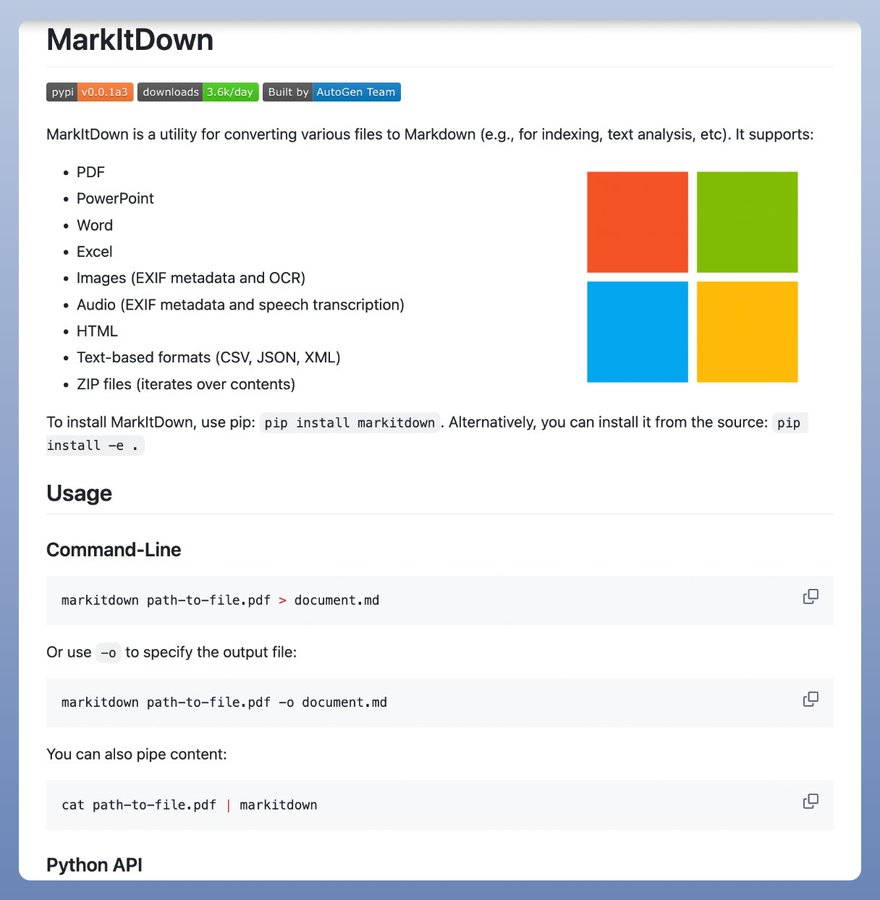 MarkItDown
pypi v0.0.1a3 downloads 3.6k/day Built by AutoGen Team
MarkItDown is a utility for converting various files to Markdown (e.g., for indexing, text analysis, etc). It supports:
• PDF
• PowerPoint
• Word
• Excel
• Images (EXIF metadata and OCR)
• Audio (EXIF metadata and speech transcription)
• HTML
• Text-based formats (CSV, JSON, XML)
• ZIP files (iterates over contents)
To install MarkItDown, use pip: pip install markitdown . Alternatively, you can install it from the source: pip
install -e .
Usage
Command-Line
markitdown path-to-file.pdf > document.md
Or use -o to specify the output file:
markitdown path-to-file.pdf -o document.md
You can also pipe content:
cat path-to-file.pdf | markitdown
Python API